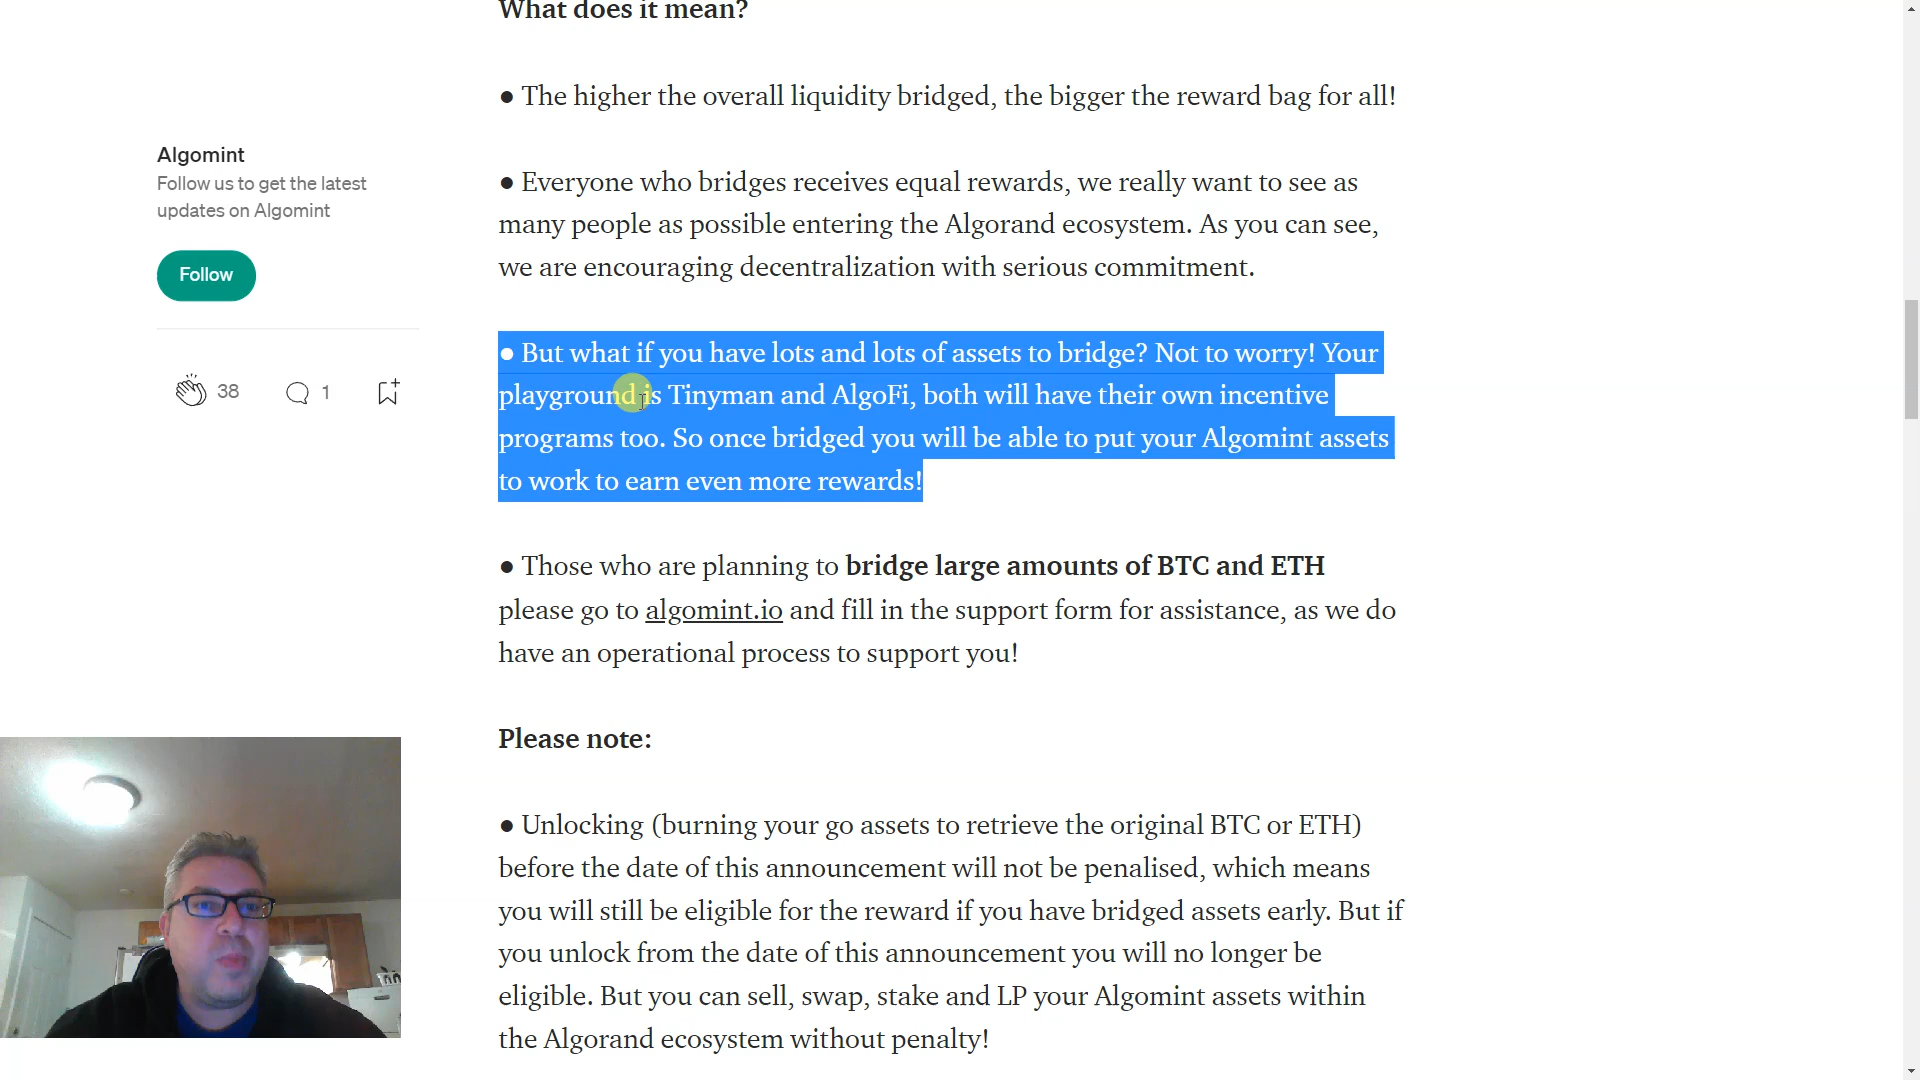 What does it mean?
● The higher the overall liquidity bridged, the bigger the reward bag for all!
Algomint
Follow us to get the latest
updates on Algomint
Follow
38
1
● Everyone who bridges receives equal rewards, we really want to see as
many people as possible entering the Algorand ecosystem. As you can see,
we are encouraging decentralization with serious commitment.
● But what if you have lots and lots of assets to bridge? Not to worry! Your
playground is Tinyman and AlgoFi, both will have their own incentive
programs too. So once bridged you will be able to put your Algomint assets
to work to earn even more rewards!
● Those who are planning to bridge large amounts of BTC and ETH
please go to algomint.io and fill in the support form for assistance, as we do
have an operational process to support you!
Please note:
● Unlocking (burning your go assets to retrieve the original BTC or ETH)
before the date of this announcement will not be penalised, which means
you will still be eligible for the reward if you have bridged assets early. But if
you unlock from the date of this announcement you will no longer be
eligible. But you can sell, swap, stake and LP your Algomint assets within
the Algorand ecosystem without penalty!